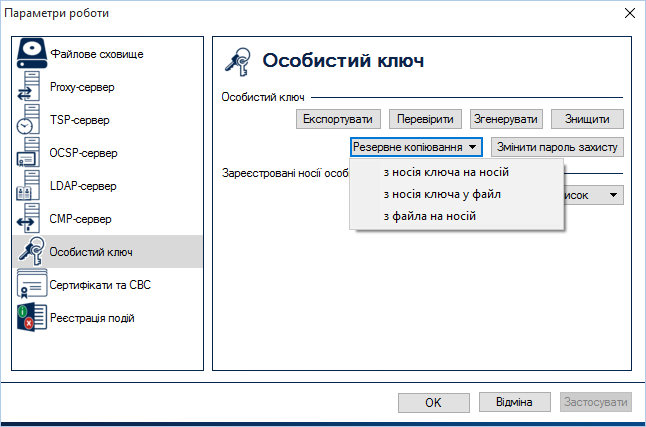 Параметри роботи
Файлове сховище
Proxy-сервер
TSP-сервер
OCSP-сервер
LDAP-сервер
CMP-сервер
Особистий ключ
Сертифікати та СВС
Реєстрація подій
Особистий ключ
Особистий ключ
Експортувати Перевірити Згенерувати Знищити
Резервне копіювання Змінити пароль захисту
з носія ключа на носій
з носія ключа у файл
з файла на носій
Зареєстровані носії особ
исок
OK Відміна Застосувати